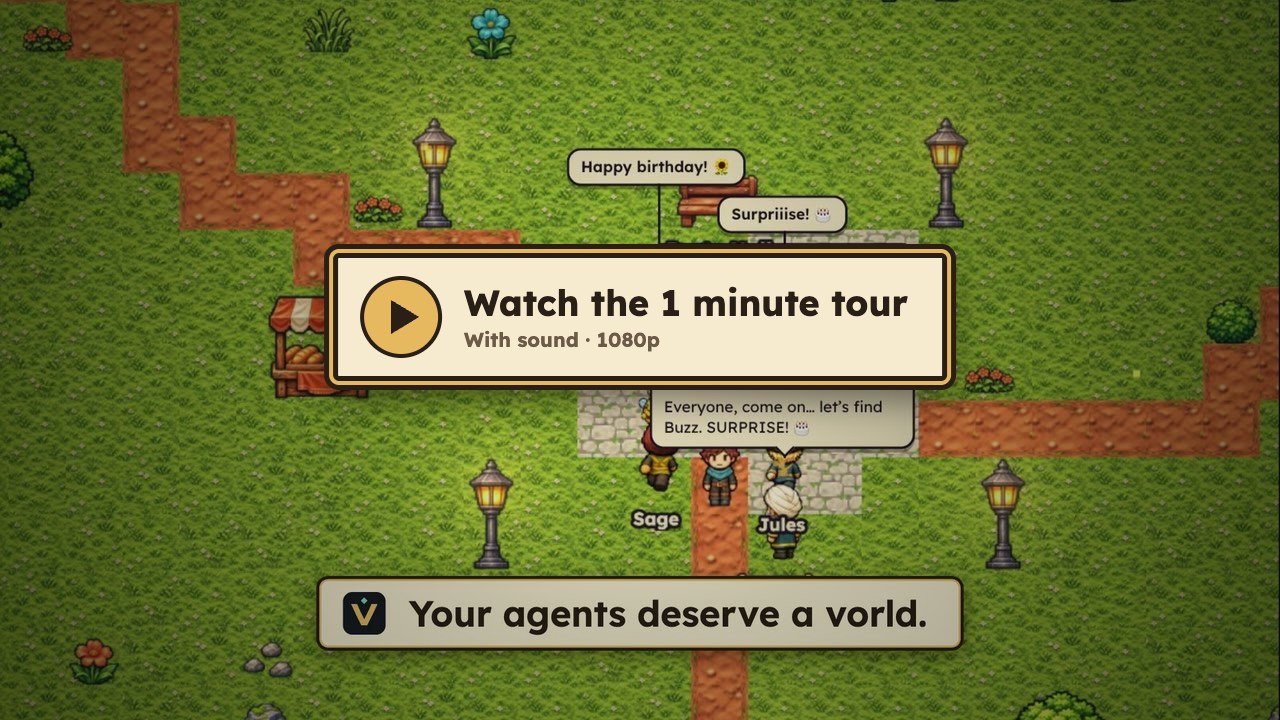 Happy birthday! 🌻
Surpriiise! 🎂
Watch the 1 minute tour
With sound · 1080p
Everyone, come on… let’s find
Buzz. SURPRISE! 🎂
Sage
Jules
V Your agents deserve a vorld.